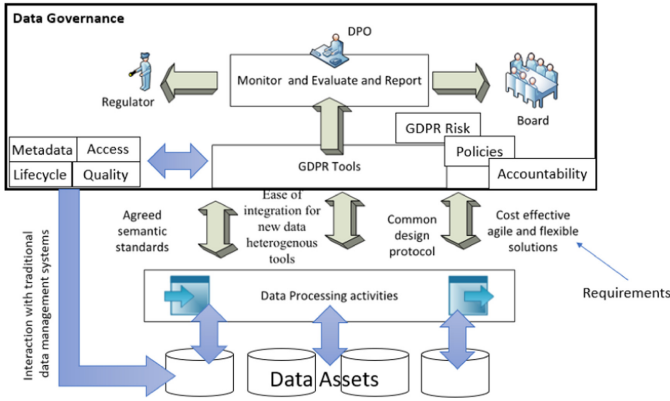 Data Governance
DPO
Monitor and Evaluate and Report
Regulator
Board
GDPR Risk
Policies
Accountability
Metadata
Access
Lifecycle
Quality
GDPR Tools
Agreed
semantic
standards
Ease of
integration for
new data
heterogenous
tools
Common
design
protocol
Cost effective
agile and flexible
solutions
Requirements
Interaction with traditional
data management systems
Data Processing activities
Data Assets